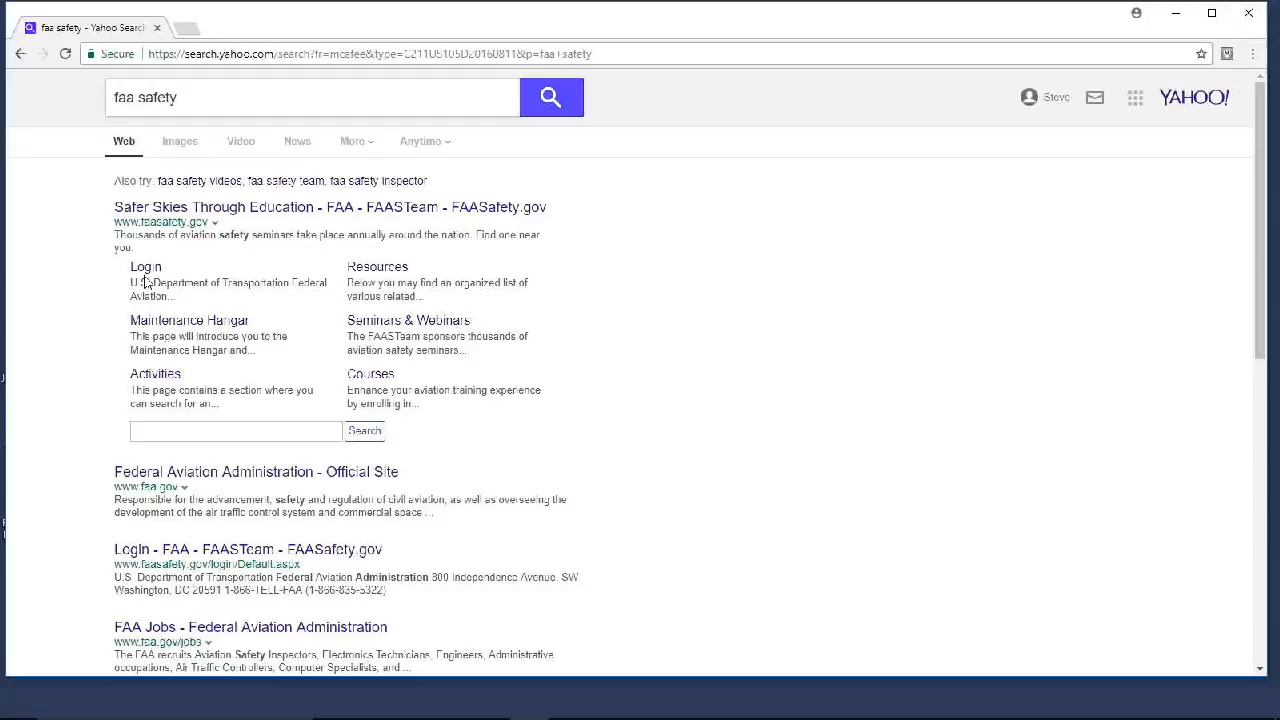 faa safety - Yahoo Search
Secure https://search.yahoo.com/search?fr=mcafee&type=C211US105D20160811&p=faa+safety
faa safety
Steve
YAHOO!
Web Images Video News More Anytime
Also try: faa safety videos, faa safety team, faa safety inspector
Safer Skies Through Education - FAA - FAASTeam - FAASafety.gov
www.faasafety.gov
Thousands of aviation safety seminars take place annually around the nation. Find one near
you.
Login
U.S. Department of Transportation Federal
Aviation...
Resources
Below you may find an organized list of
various related...
Maintenance Hangar
This page will introduce you to the
Maintenance Hangar and...
Seminars & Webinars
The FAASTeam sponsors thousands of
aviation safety seminars...
Activities
This page contains a section where you
can search for an...
Courses
Enhance your aviation training experience
by enrolling in...
Search
Federal Aviation Administration - Official Site
www.faa.gov
Responsible for the advancement, safety and regulation of civil aviation, as well as overseeing the
development of the air traffic control system and commercial space ...
Login - FAA - FAASTeam - FAASafety.gov
www.faasafety.gov/login/Default.aspx
U.S. Department of Transportation Federal Aviation Administration 800 Independence Avenue, SW
Washington, DC 20591 1-866-TELL-FAA (1-866-835-5322)
FAA Jobs - Federal Aviation Administration
www.faa.gov/jobs
The FAA recruits Aviation Safety Inspectors, Electronics Technicians, Engineers, Administrative
occupations, Air Traffic Controllers, Computer Specialists, and ...